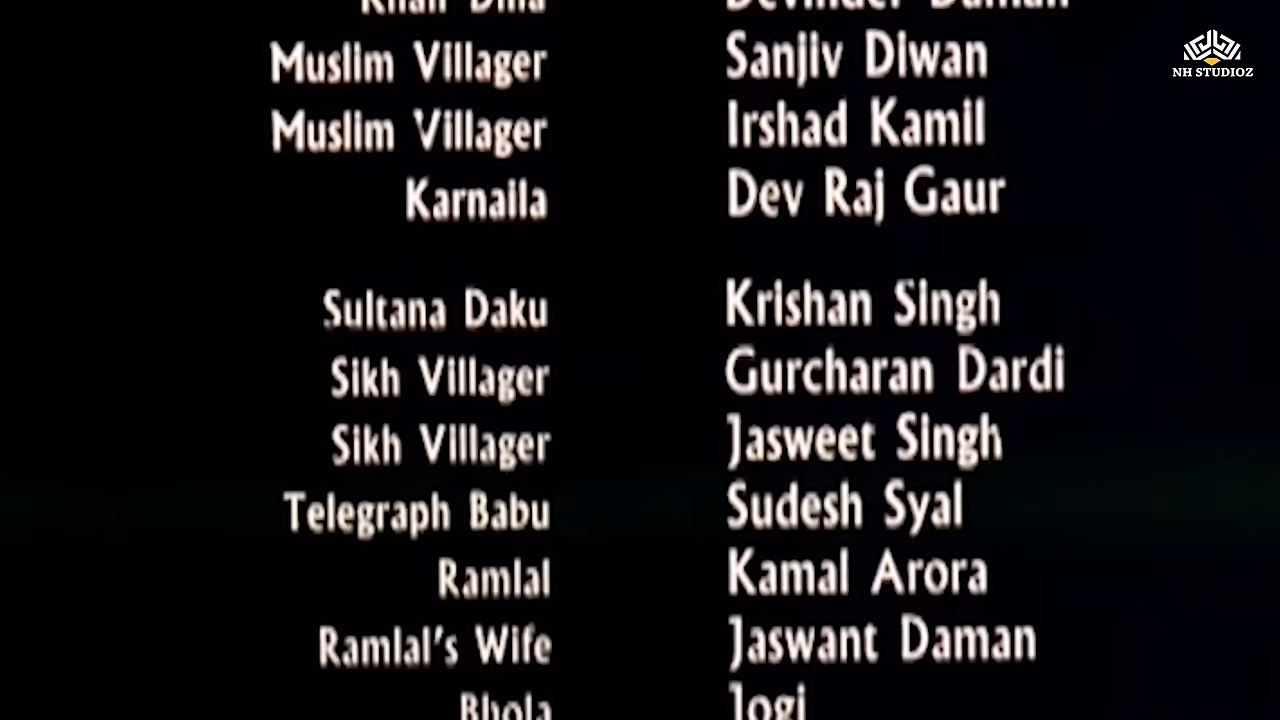 Devinder Daman
Muslim Villager Sanjiv Diwan
NH STUDIOZ
Muslim Villager Irshad Kamil
Karnaila Dev Raj Gaur
Sultana Daku Krishan Singh
Sikh Villager Gurcharan Dardi
Sikh Villager Jasweet Singh
Telegraph Babu Sudesh Syal
Ramlal Kamal Arora
Ramlal's Wife Jaswant Daman
Bhola Jogi